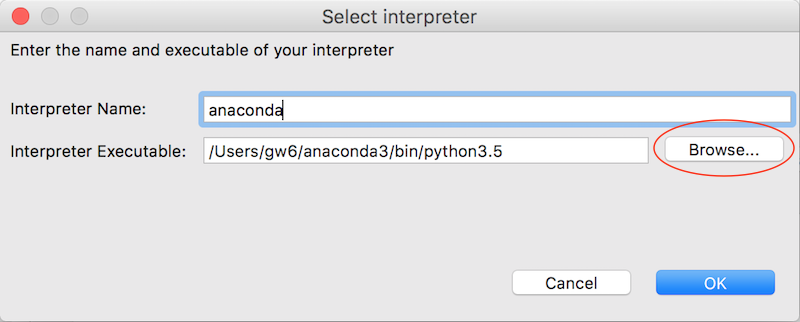 Select interpreter
Enter the name and executable of your interpreter
Interpreter Name: anaconda
Interpreter Executable: /Users/gw6/anaconda3/bin/python3.5 Browse...
Cancel OK